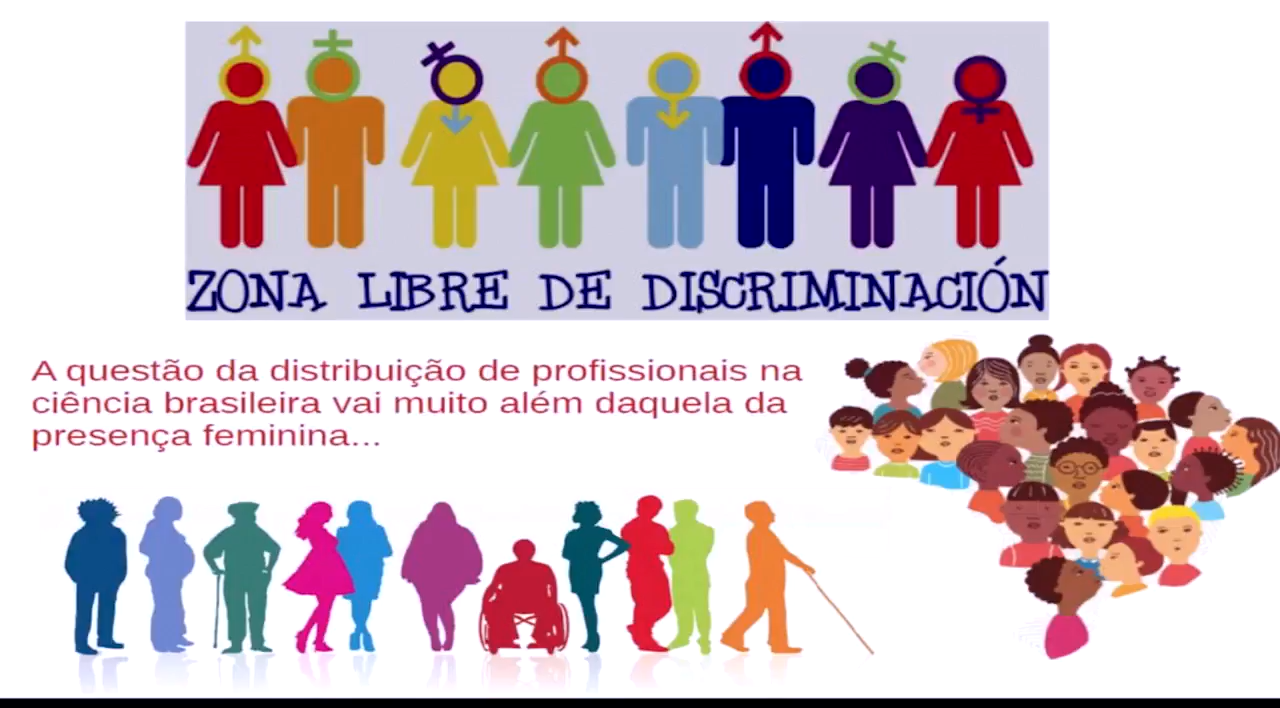 ZONA LIBRE DE DISCRIMINACIÓN
A questão da distribuição de profissionais na
ciência brasileira vai muito além daquela da
presença feminina...